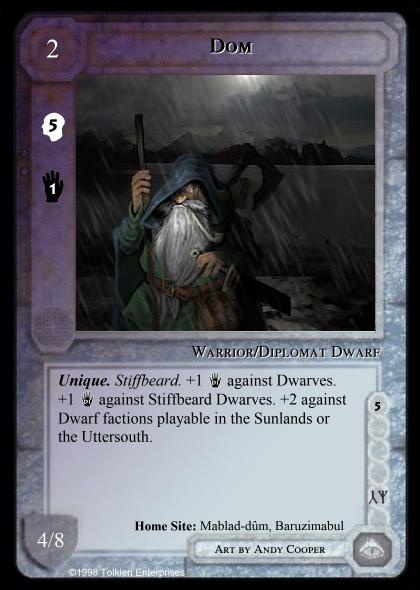 2
Dom
5
1
Warrior/Diplomat Dwarf
Unique. Stiffbeard. +1 against Dwarves.
+1 against Stiffbeard Dwarves. +2 against
Dwarf factions playable in the Sunlands or
the Uttersouth.
5
Home Site: Mablad-dûm, Baruzimabul
4/8
Art by Andy Cooper
©1998 Tolkien Enterprises